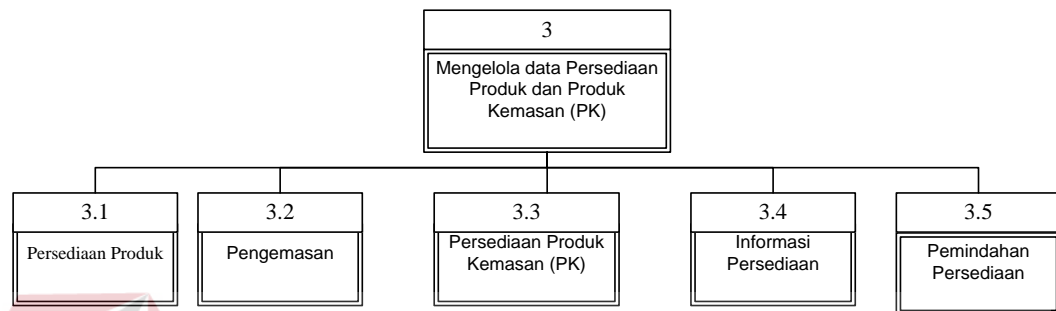 3
Mengelola data Persediaan
Produk dan Produk
Kemasan (PK)
3.1
Persediaan Produk
3.2
Pengemasan
3.3
Persediaan Produk
Kemasan (PK)
3.4
Informasi
Persediaan
3.5
Pemindahan
Persediaan